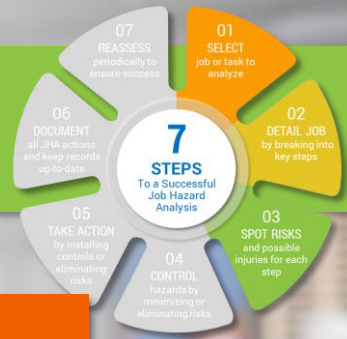 7
STEPS
To a Successful
Job Hazard
Analysis
01
SELECT
job or task to
analyze
02
DETAIL JOB
by breaking into
key steps
03
SPOT RISKS
and possible
injuries for each
step
04
CONTROL
hazards by
minimizing or
eliminating risks
05
TAKE ACTION
by installing
controls or
eliminating
risks
06
DOCUMENT
all JHA actions
and keep records
up-to-date
07
REASSESS
periodically to
ensure success